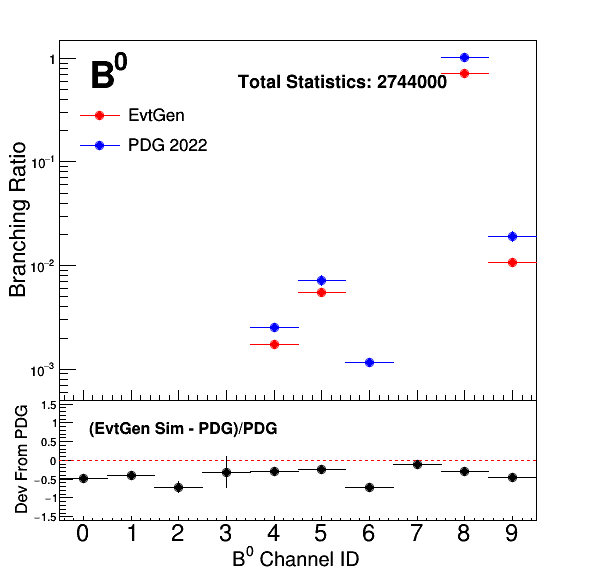 B⁰
Total Statistics: 2744000
EvtGen
PDG 2022
Branching Ratio
1
10⁻¹
10⁻²
10⁻³
(EvtGen Sim - PDG)/PDG
Dev From PDG
1.5
1
0.5
0
−0.5
−1
−1.5
0 1 2 3 4 5 6 7 8 9
B⁰ Channel ID